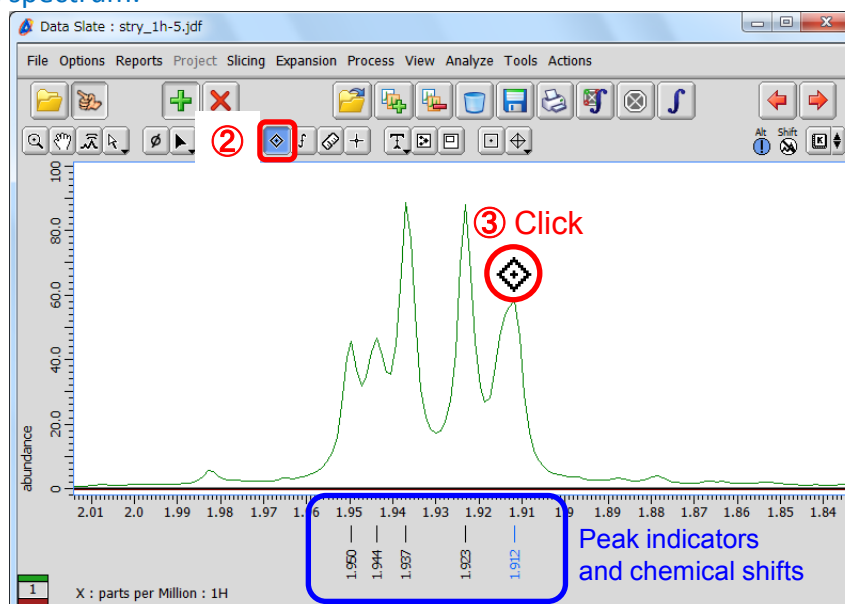 spectrum.
Data Slate : stry_1h-5.jdf
File Options Reports Project Slicing Expansion Process View Analyze Tools Actions
②
Alt Shift
③ Click
abundance
0 20.0 40.0 60.0 80.0 100
2.01 2.0 1.99 1.98 1.97 1.96 1.95 1.94 1.93 1.92 1.91 1.9 1.89 1.88 1.87 1.86 1.85 1.84
1.950 1.944 1.937 1.923 1.912
Peak indicators
and chemical shifts
1
X : parts per Million : 1H